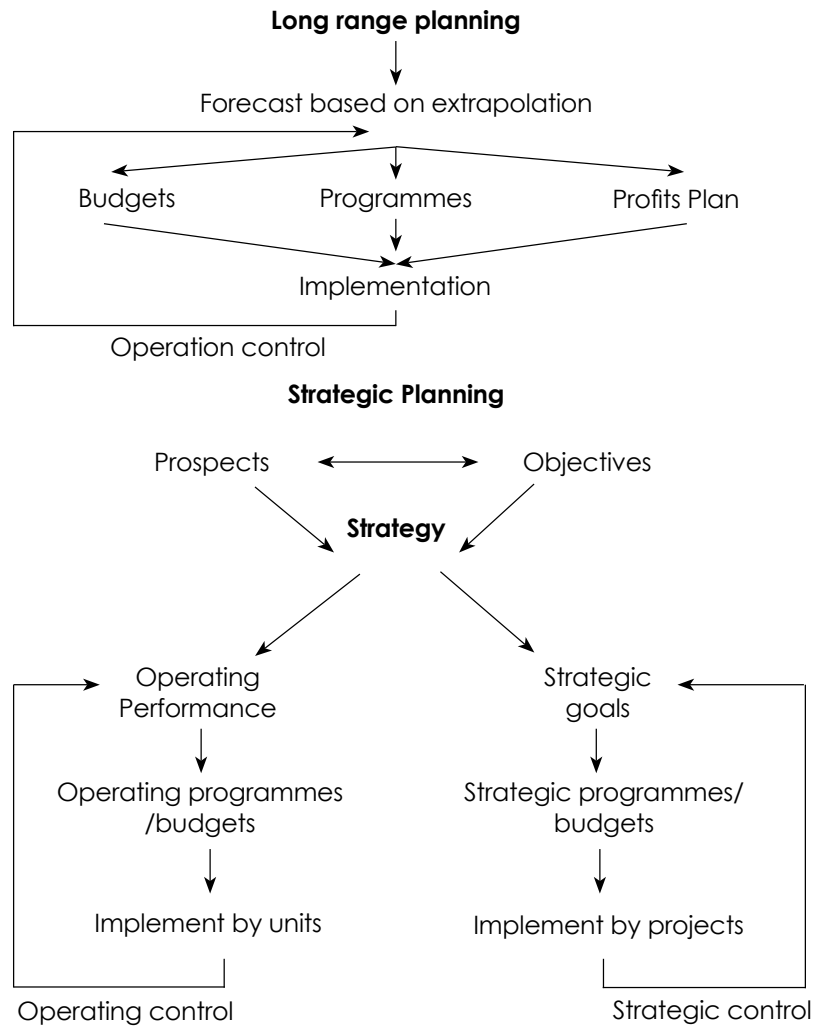 Long range planning
Forecast based on extrapolation
Budgets
Programmes
Profits Plan
Implementation
Operation control
Strategic Planning
Prospects
Objectives
Strategy
Operating
Performance
Strategic
goals
Operating programmes
/budgets
Strategic programmes/
budgets
Implement by units
Implement by projects
Operating control
Strategic control